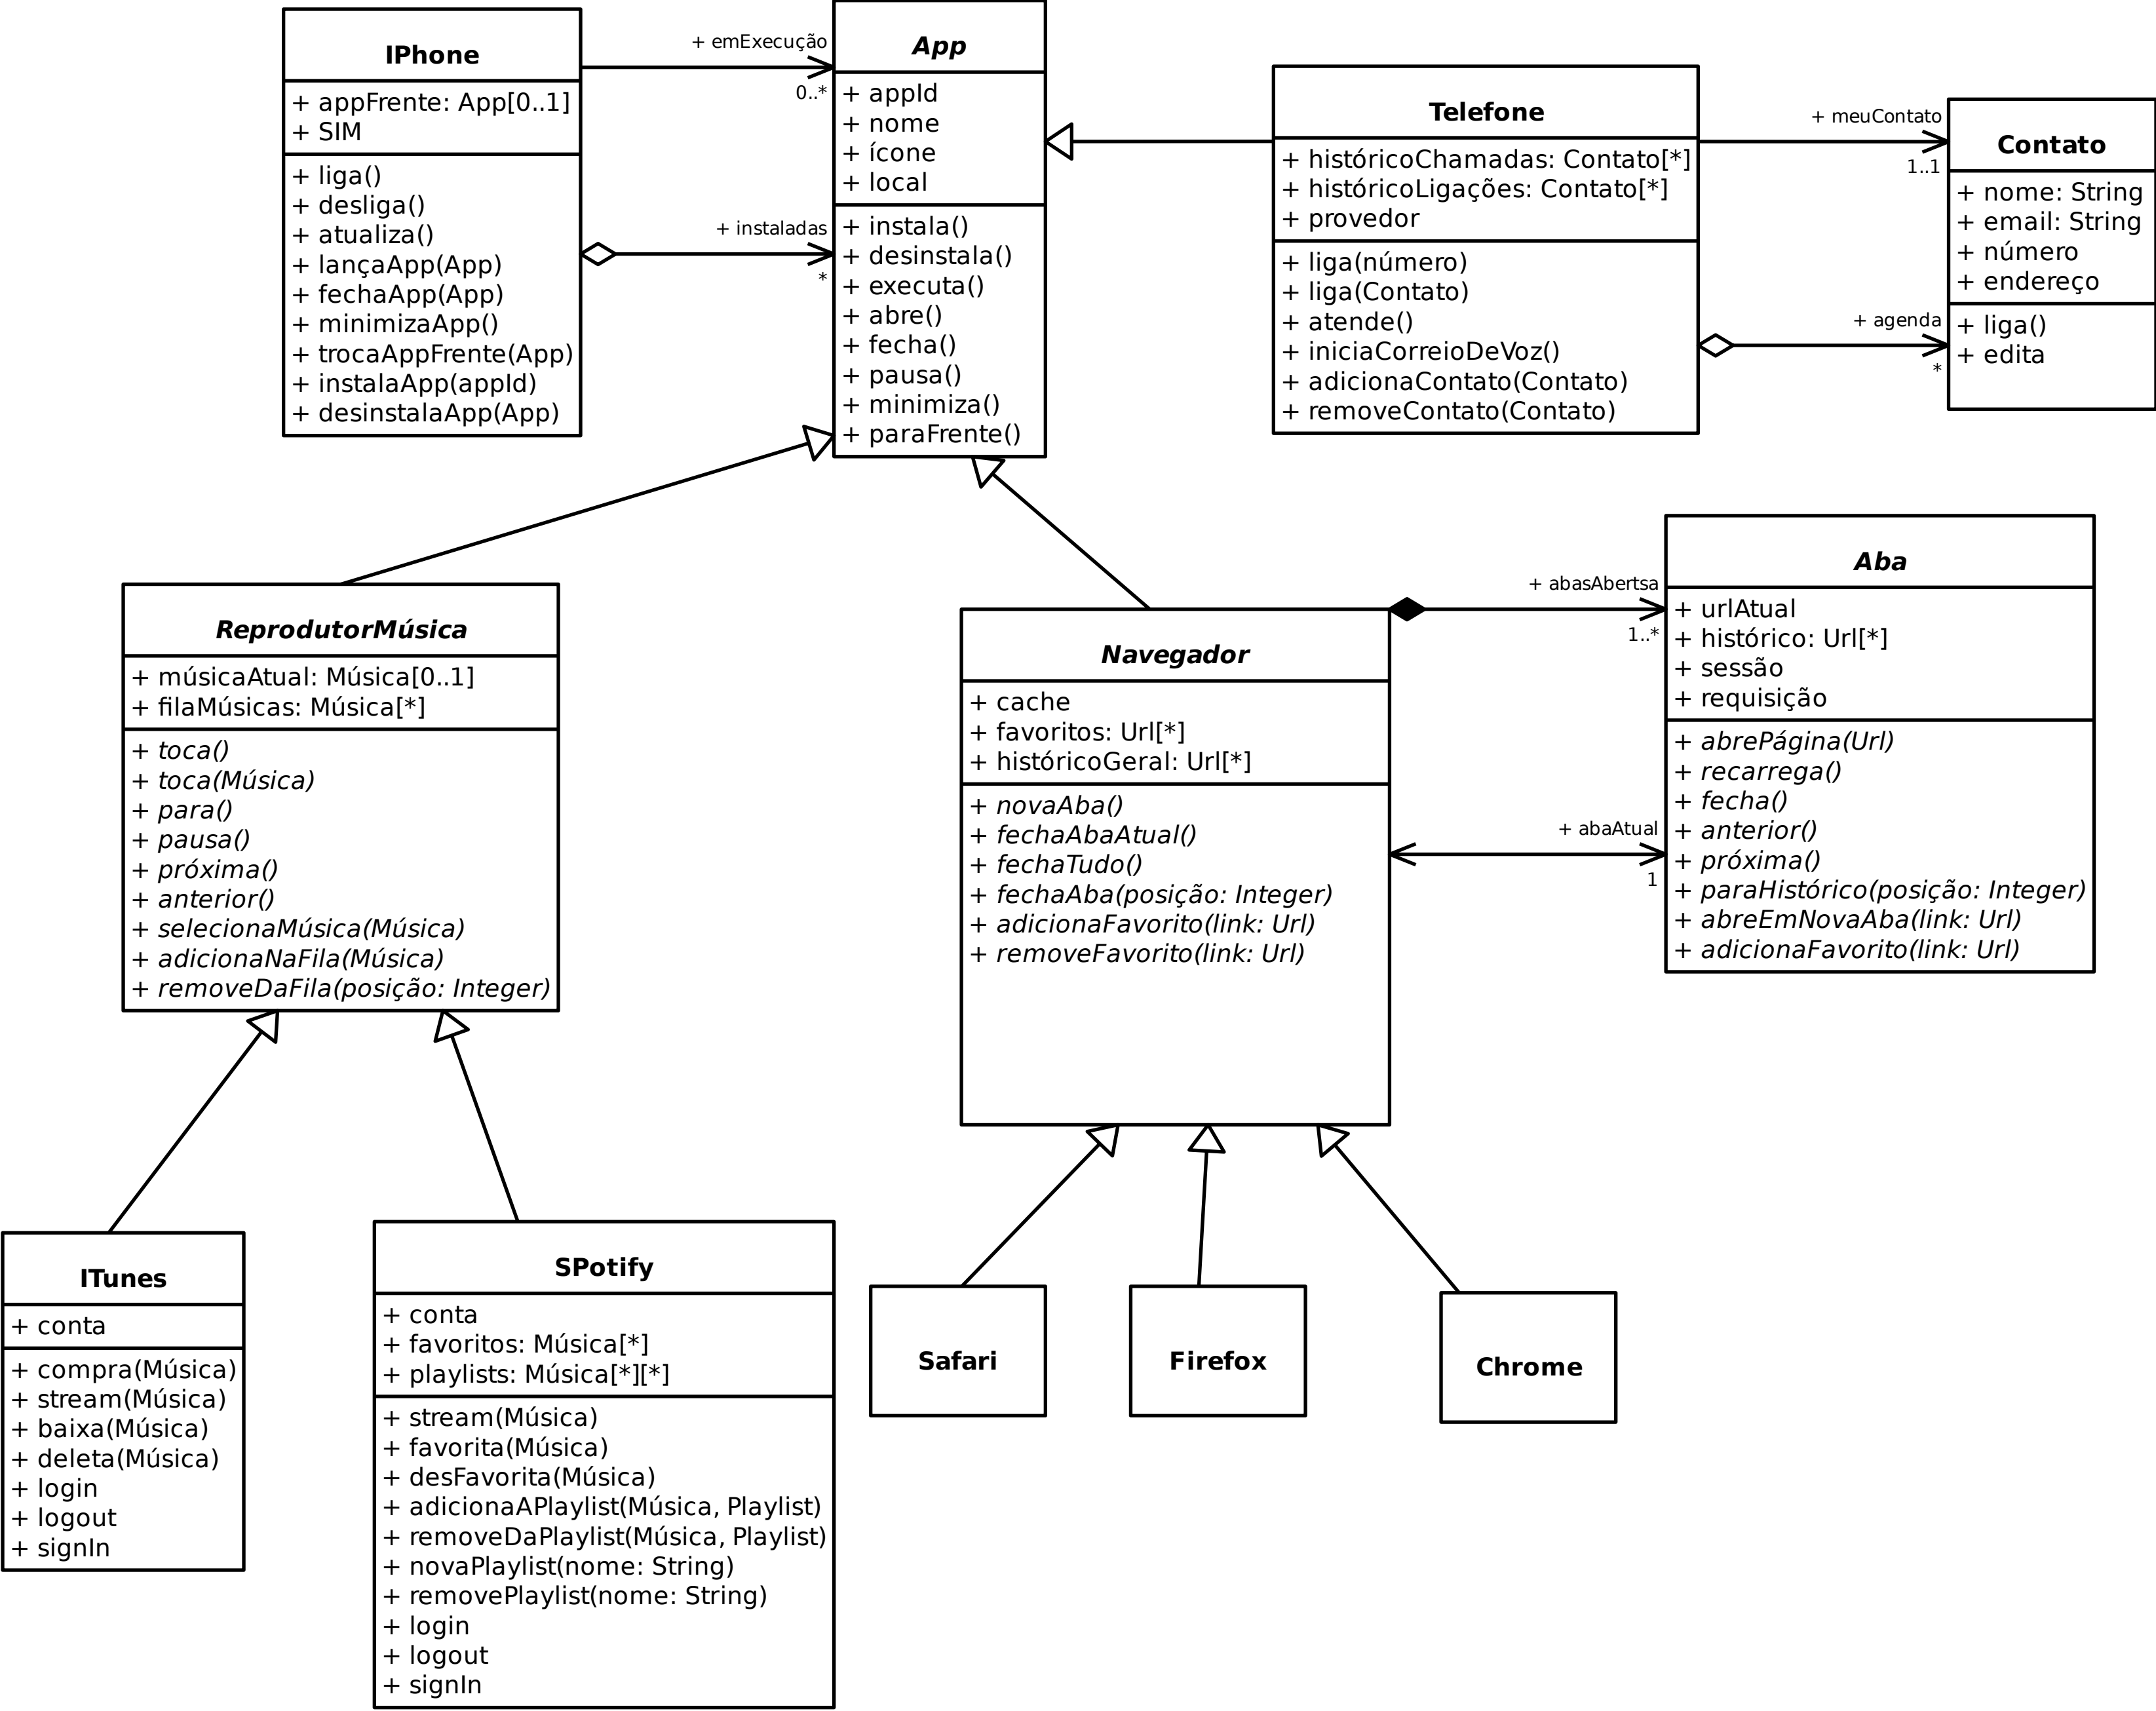 IPhone
+ appFrente: App[0..1]
+ SIM
+ liga()
+ desliga()
+ atualiza()
+ lançaApp(App)
+ fechaApp(App)
+ minimizaApp()
+ trocaAppFrente(App)
+ instalaApp(appId)
+ desinstalaApp(App)
+ emExecução
0..*
+ instaladas
*
App
+ appId
+ nome
+ ícone
+ local
+ instala()
+ desinstala()
+ executa()
+ abre()
+ fecha()
+ pausa()
+ minimiza()
+ paraFrente()
Telefone
+ históricoChamadas: Contato[*]
+ históricoLigações: Contato[*]
+ provedor
+ liga(número)
+ liga(Contato)
+ atende()
+ iniciaCorreioDeVoz()
+ adicionaContato(Contato)
+ removeContato(Contato)
+ meuContato
1..1
+ agenda
*
Contato
+ nome: String
+ email: String
+ número
+ endereço
+ liga()
+ edita
ReprodutorMúsica
+ músicaAtual: Música[0..1]
+ filaMúsicas: Música[*]
+ toca()
+ toca(Música)
+ para()
+ pausa()
+ próxima()
+ anterior()
+ selecionaMúsica(Música)
+ adicionaNaFila(Música)
+ removeDaFila(posição: Integer)
Navegador
+ cache
+ favoritos: Url[*]
+ históricoGeral: Url[*]
+ novaAba()
+ fechaAbaAtual()
+ fechaTudo()
+ fechaAba(posição: Integer)
+ adicionaFavorito(link: Url)
+ removeFavorito(link: Url)
+ abasAbertsa
1..*
+ abaAtual
1
Aba
+ urlAtual
+ histórico: Url[*]
+ sessão
+ requisição
+ abrePágina(Url)
+ recarrega()
+ fecha()
+ anterior()
+ próxima()
+ paraHistórico(posição: Integer)
+ abreEmNovaAba(link: Url)
+ adicionaFavorito(link: Url)
ITunes
+ conta
+ compra(Música)
+ stream(Música)
+ baixa(Música)
+ deleta(Música)
+ login
+ logout
+ signIn
SPotify
+ conta
+ favoritos: Música[*]
+ playlists: Música[*][*]
+ stream(Música)
+ favorita(Música)
+ desFavorita(Música)
+ adicionaAPlaylist(Música, Playlist)
+ removeDaPlaylist(Música, Playlist)
+ novaPlaylist(nome: String)
+ removePlaylist(nome: String)
+ login
+ logout
+ signIn
Safari
Firefox
Chrome